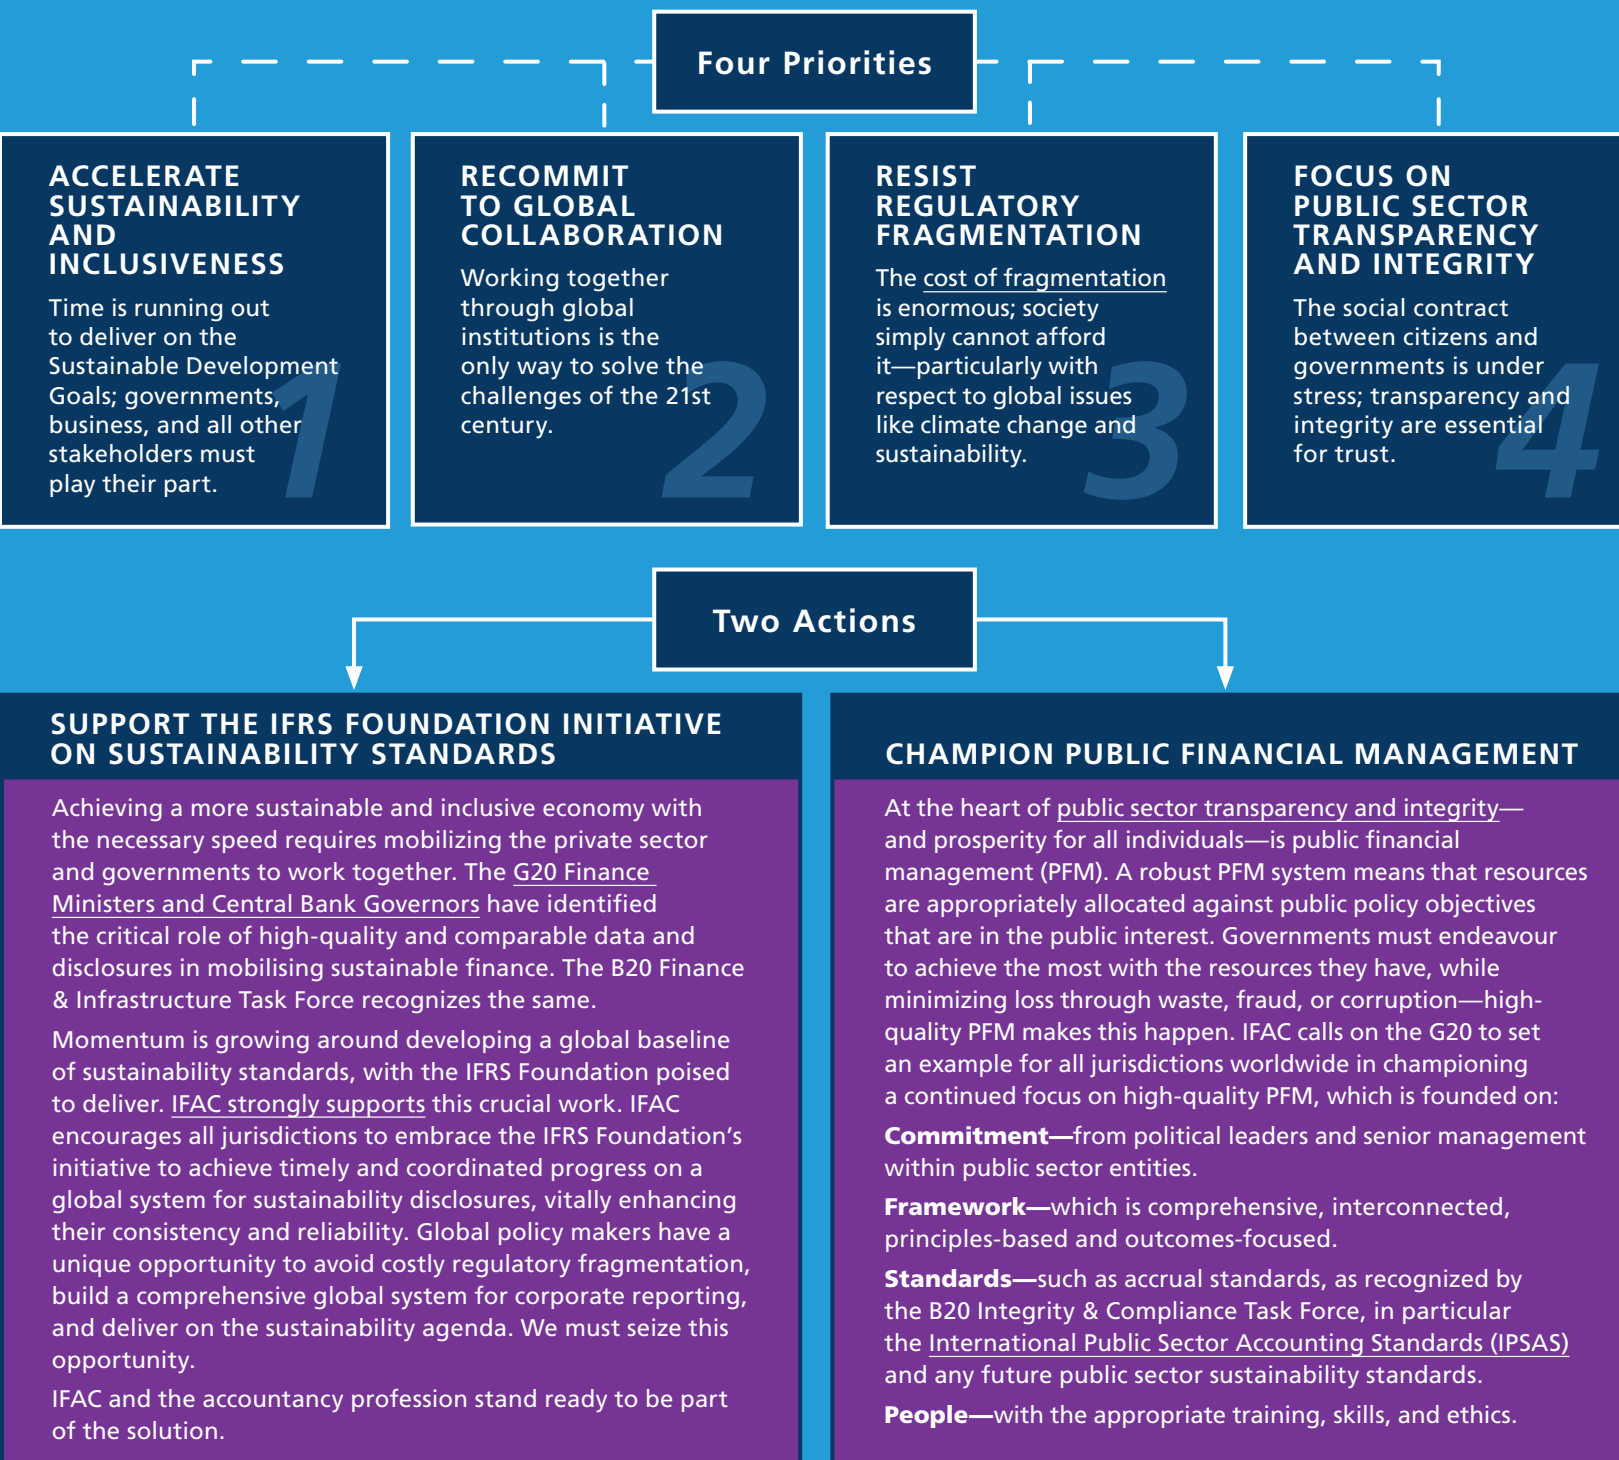 Four Priorities
ACCELERATE
SUSTAINABILITY
AND
INCLUSIVENESS
Time is running out
to deliver on the
Sustainable Development
Goals; governments,
business, and all other
stakeholders must
play their part.
1
RECOMMIT
TO GLOBAL
COLLABORATION
Working together
through global
institutions is the
only way to solve the
challenges of the 21st
century.
2
RESIST
REGULATORY
FRAGMENTATION
The cost of fragmentation
is enormous; society
simply cannot afford
it—particularly with
respect to global issues
like climate change and
sustainability.
3
FOCUS ON
PUBLIC SECTOR
TRANSPARENCY
AND INTEGRITY
The social contract
between citizens and
governments is under
stress; transparency and
integrity are essential
for trust.
4
Two Actions
SUPPORT THE IFRS FOUNDATION INITIATIVE
ON SUSTAINABILITY STANDARDS
Achieving a more sustainable and inclusive economy with
the necessary speed requires mobilizing the private sector
and governments to work together. The G20 Finance
Ministers and Central Bank Governors have identified
the critical role of high-quality and comparable data and
disclosures in mobilising sustainable finance. The B20 Finance
& Infrastructure Task Force recognizes the same.
Momentum is growing around developing a global baseline
of sustainability standards, with the IFRS Foundation poised
to deliver. IFAC strongly supports this crucial work. IFAC
encourages all jurisdictions to embrace the IFRS Foundation's
initiative to achieve timely and coordinated progress on a
global system for sustainability disclosures, vitally enhancing
their consistency and reliability. Global policy makers have a
unique opportunity to avoid costly regulatory fragmentation,
build a comprehensive global system for corporate reporting,
and deliver on the sustainability agenda. We must seize this
opportunity.
IFAC and the accountancy profession stand ready to be part
of the solution.
CHAMPION PUBLIC FINANCIAL MANAGEMENT
At the heart of public sector transparency and integrity—
and prosperity for all individuals—is public financial
management (PFM). A robust PFM system means that resources
are appropriately allocated against public policy objectives
that are in the public interest. Governments must endeavour
to achieve the most with the resources they have, while
minimizing loss through waste, fraud, or corruption—high-
quality PFM makes this happen. IFAC calls on the G20 to set
an example for all jurisdictions worldwide in championing
a continued focus on high-quality PFM, which is founded on:
Commitment—from political leaders and senior management
within public sector entities.
Framework—which is comprehensive, interconnected,
principles-based and outcomes-focused.
Standards—such as accrual standards, as recognized by
the B20 Integrity & Compliance Task Force, in particular
the International Public Sector Accounting Standards (IPSAS)
and any future public sector sustainability standards.
People—with the appropriate training, skills, and ethics.